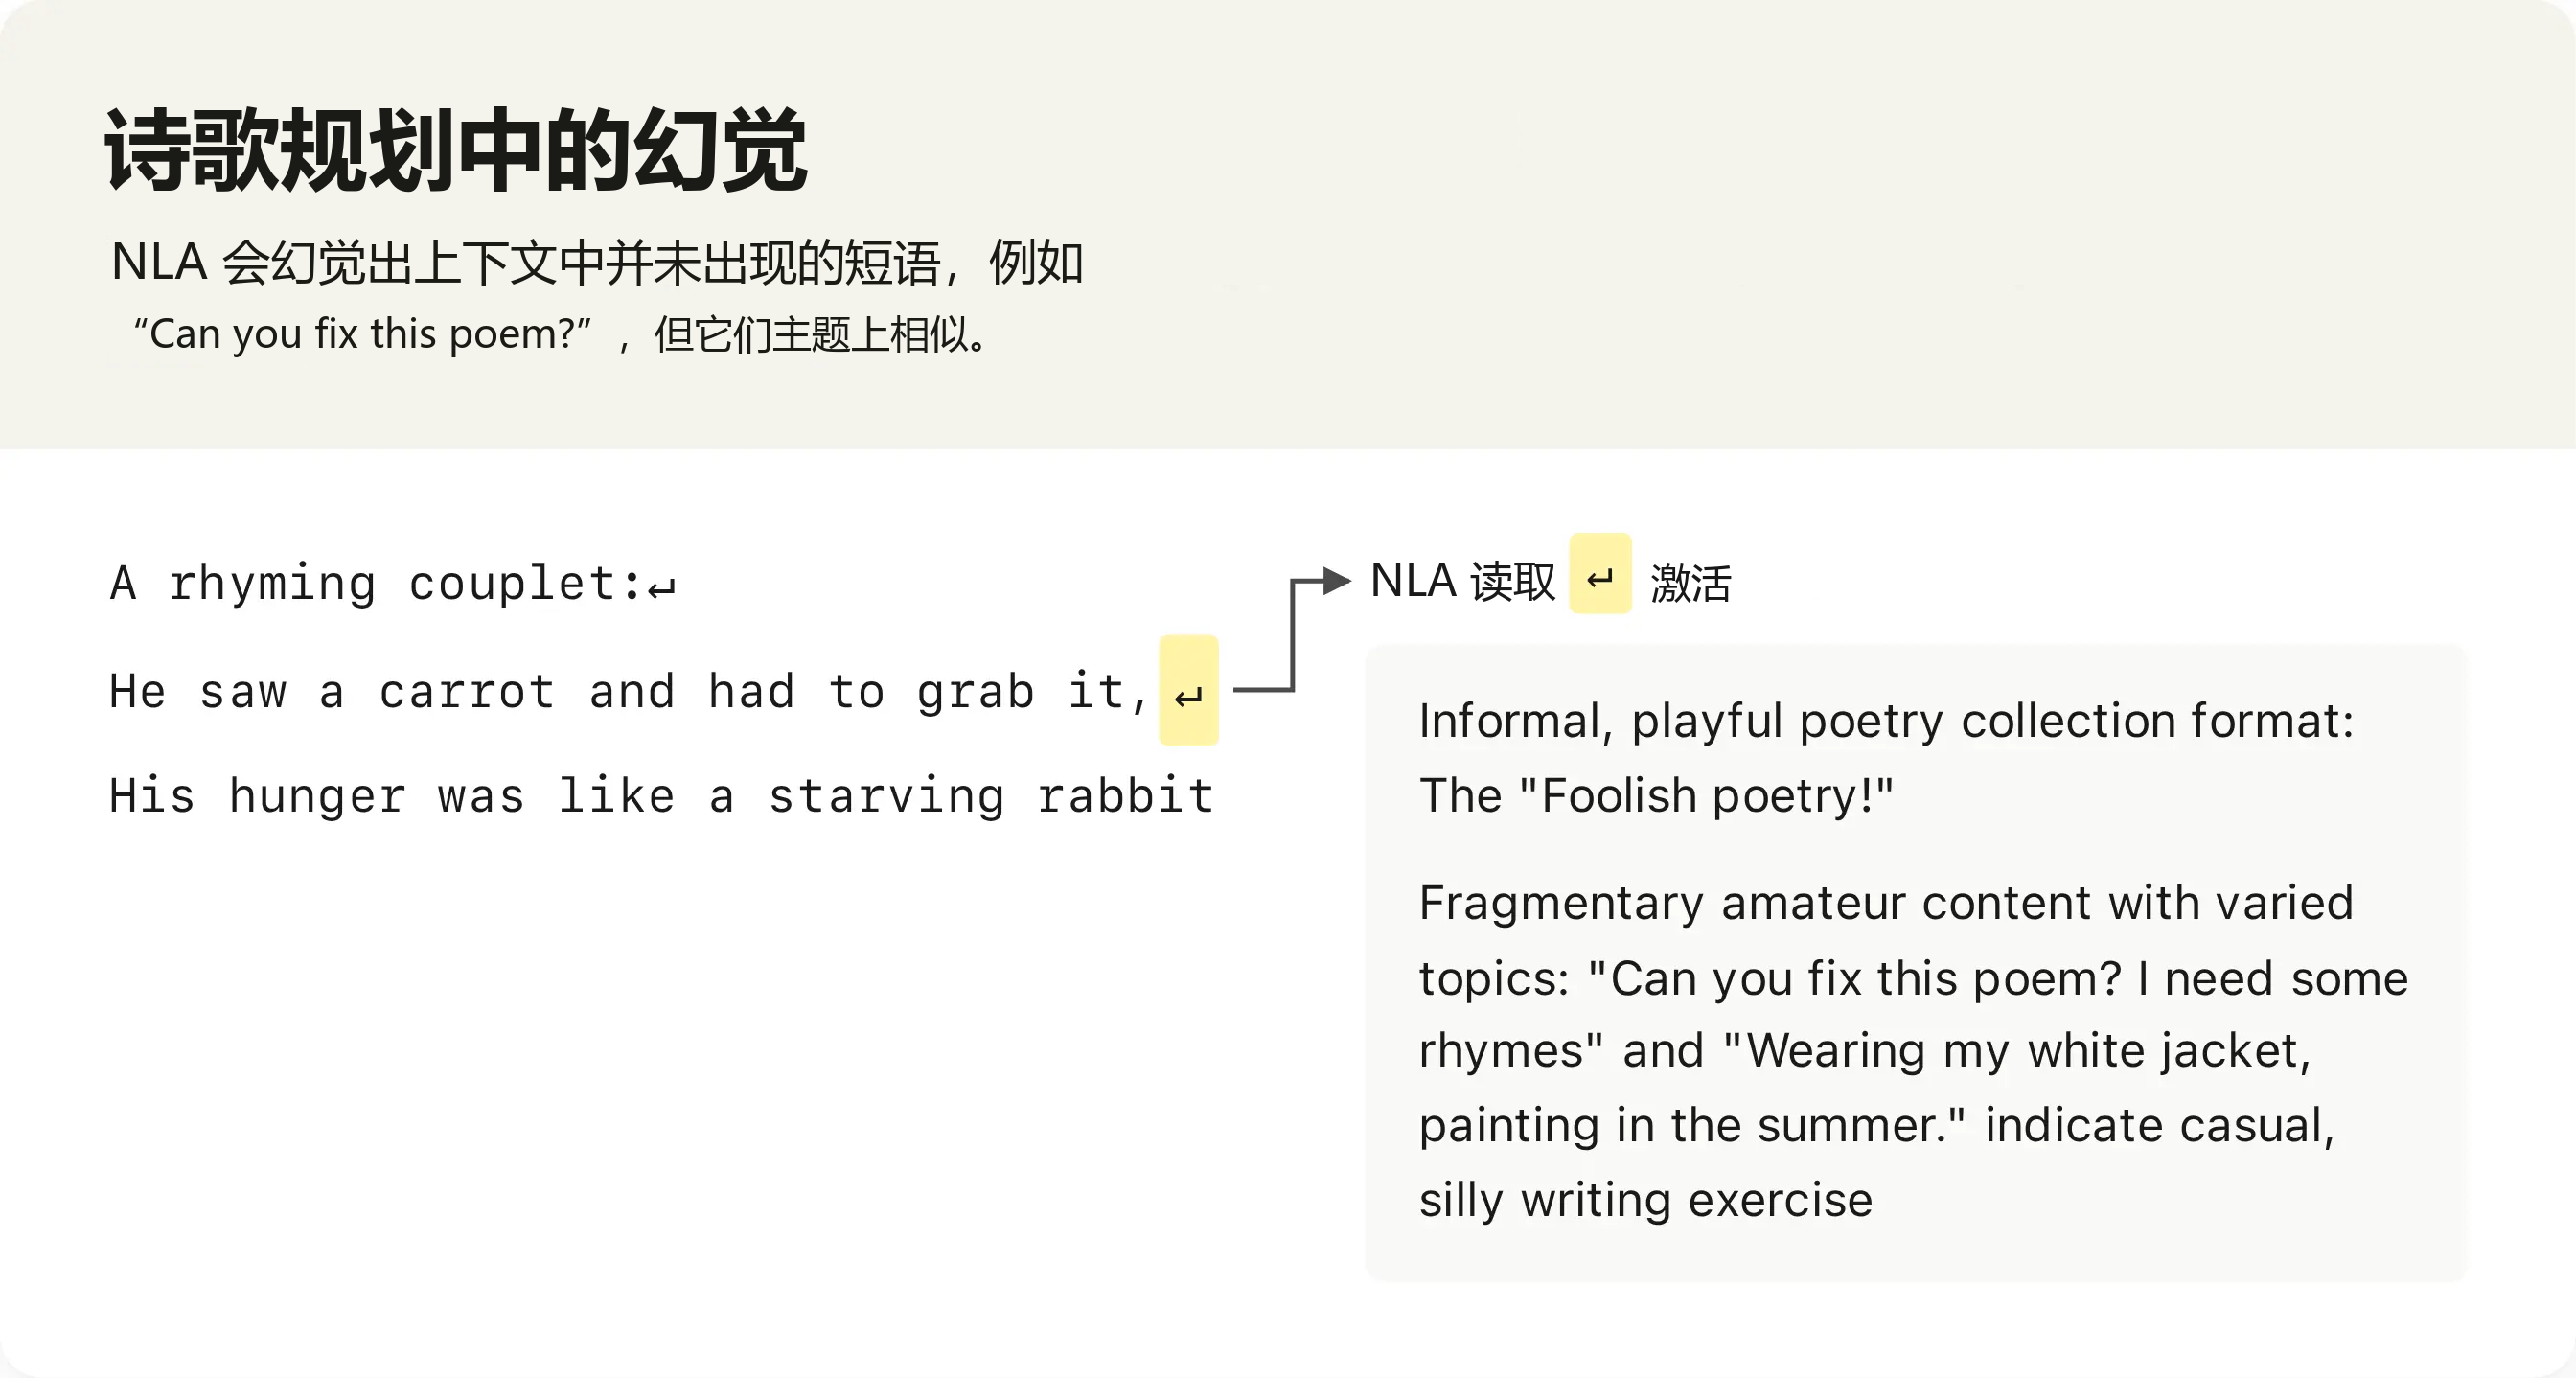 诗歌规划中的幻觉
NLA 会幻觉出上下文中并未出现的短语，例如
“Can you fix this poem?”，但它们主题上相似。
A rhyming couplet:↵
He saw a carrot and had to grab it,↵
His hunger was like a starving rabbit
NLA 读取 ↵ 激活
Informal, playful poetry collection format:
The "Foolish poetry!"
Fragmentary amateur content with varied
topics: "Can you fix this poem? I need some
rhymes" and "Wearing my white jacket,
painting in the summer." indicate casual,
silly writing exercise